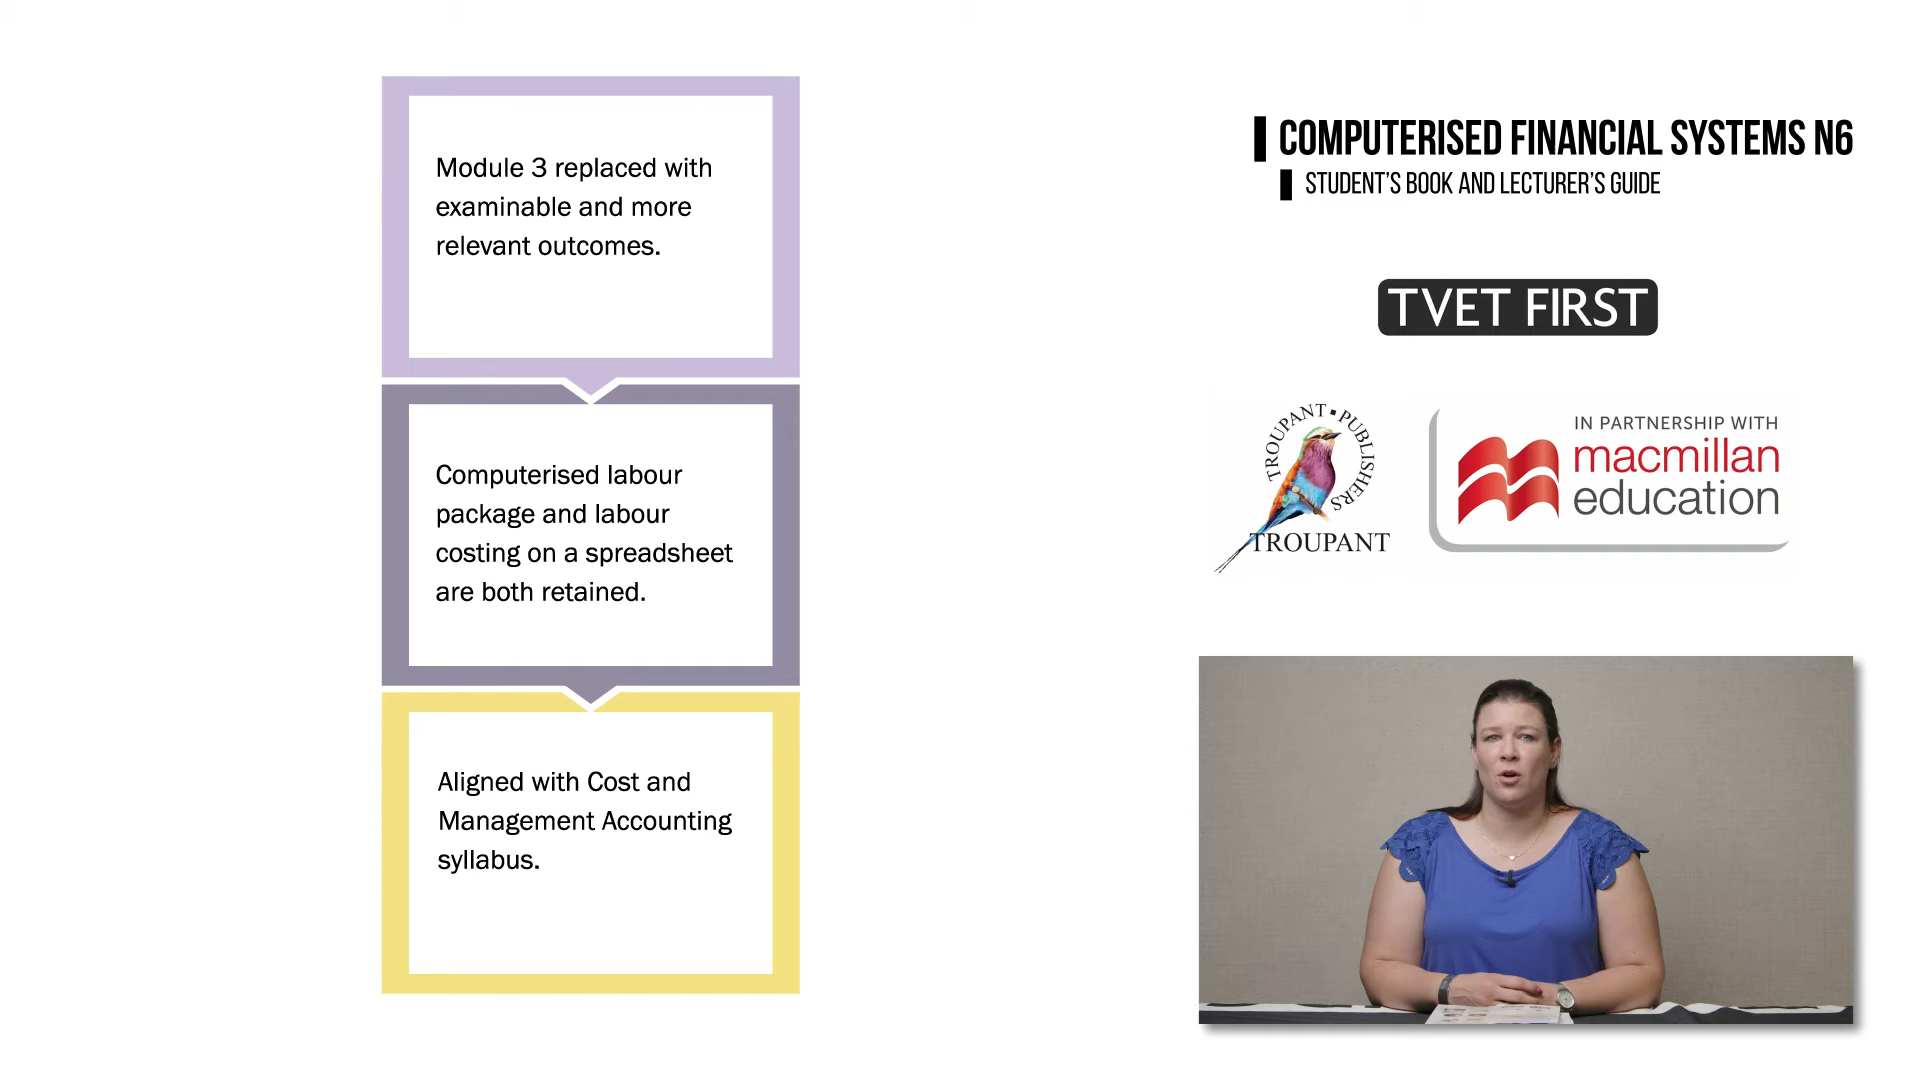 Module 3 replaced with
examinable and more
relevant outcomes.
Computerised labour
package and labour
costing on a spreadsheet
are both retained.
Aligned with Cost and
Management Accounting
syllabus.
COMPUTERISED FINANCIAL SYSTEMS N6
STUDENT'S BOOK AND LECTURER'S GUIDE
TVET FIRST
TROUPANT PUBLISHERS
TROUPANT
IN PARTNERSHIP WITH
macmillan
education